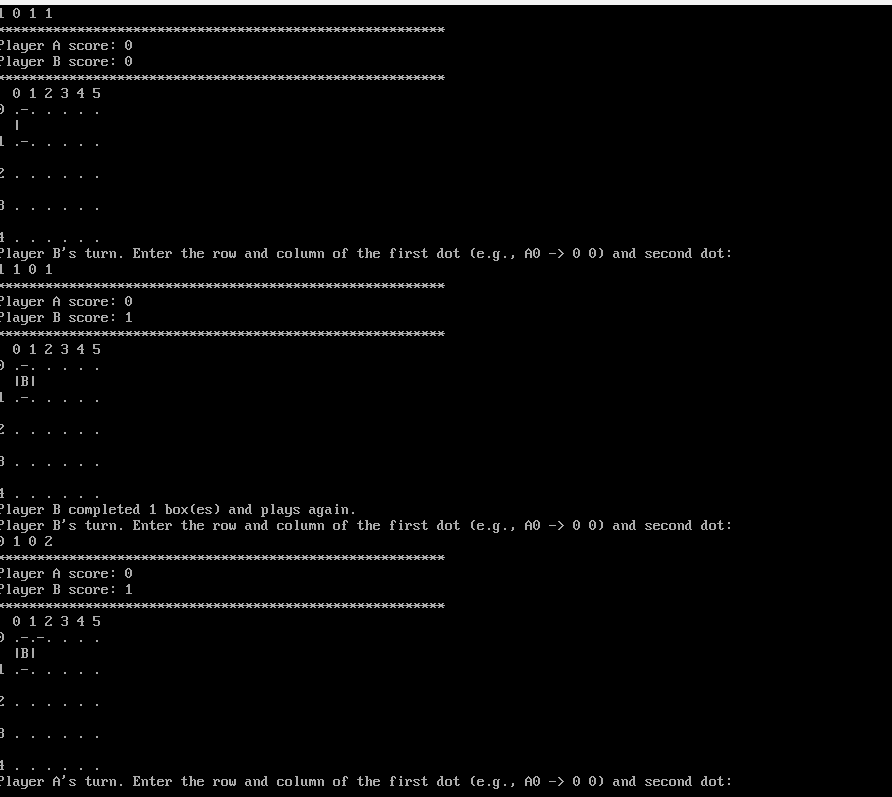 1 0 1 1
********************************************************
Player A score: 0
Player B score: 0
********************************************************
  0 1 2 3 4 5
0 .-. . . . .
  |
1 .-. . . . .
2 . . . . . .
3 . . . . . .
4 . . . . . .
Player B's turn. Enter the row and column of the first dot (e.g., A0 -> 0 0) and second dot:
1 1 0 1
********************************************************
Player A score: 0
Player B score: 1
********************************************************
  0 1 2 3 4 5
0 .-. . . . .
  |B|
1 .-. . . . .
2 . . . . . .
3 . . . . . .
4 . . . . . .
Player B completed 1 box(es) and plays again.
Player B's turn. Enter the row and column of the first dot (e.g., A0 -> 0 0) and second dot:
0 1 0 2
********************************************************
Player A score: 0
Player B score: 1
********************************************************
  0 1 2 3 4 5
0 .-.-. . . .
  |B|
1 .-. . . . .
2 . . . . . .
3 . . . . . .
4 . . . . . .
Player A's turn. Enter the row and column of the first dot (e.g., A0 -> 0 0) and second dot: